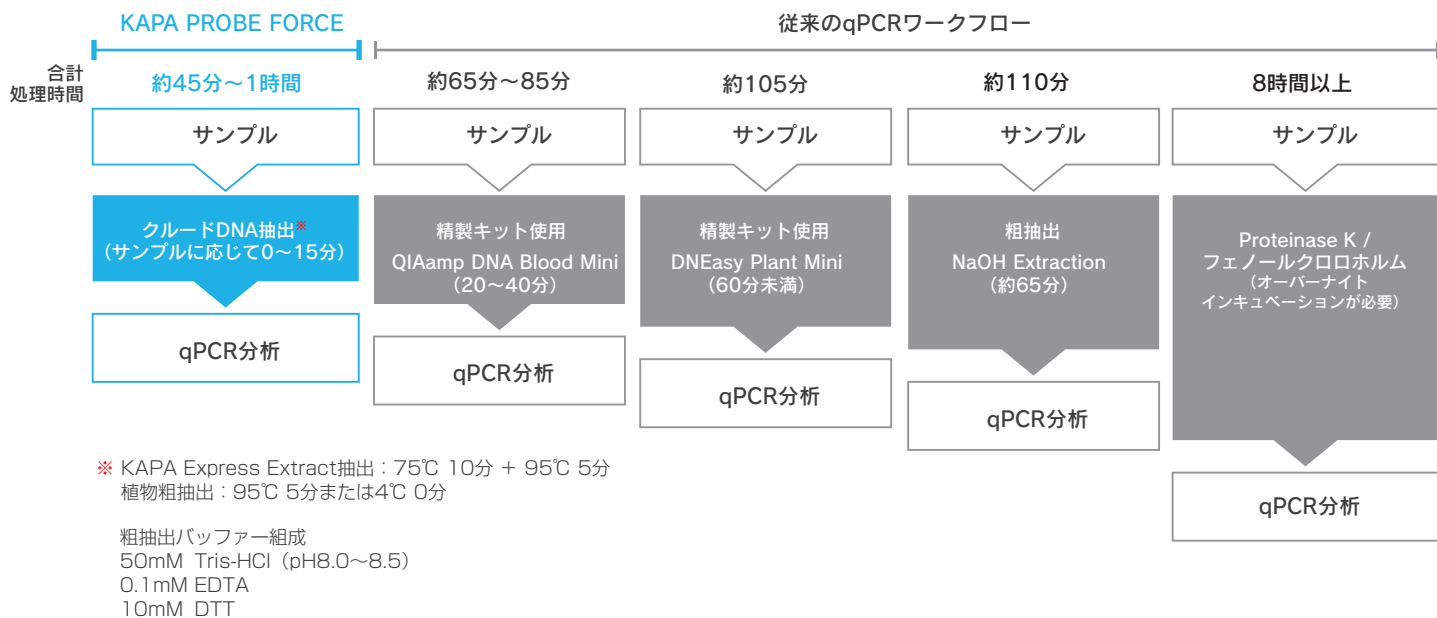 KAPA PROBE FORCE
従来のqPCRワークフロー
合計
処理時間
約45分～1時間
約65分～85分
約105分
約110分
8時間以上
サンプル
サンプル
サンプル
サンプル
サンプル
クルードDNA抽出※
（サンプルに応じて0～15分）
qPCR分析
精製キット使用
QIAamp DNA Blood Mini
（20～40分）
qPCR分析
精製キット使用
DNEasy Plant Mini
（60分未満）
qPCR分析
粗抽出
NaOH Extraction
（約65分）
qPCR分析
Proteinase K /
フェノールクロロホルム
（オーバーナイト
インキュベーションが必要）
qPCR分析
※ KAPA Express Extract抽出：75℃ 10分 + 95℃ 5分
植物粗抽出：95℃ 5分または4℃ 0分
粗抽出バッファー組成
50mM Tris-HCl（pH8.0～8.5）
0.1mM EDTA
10mM DTT